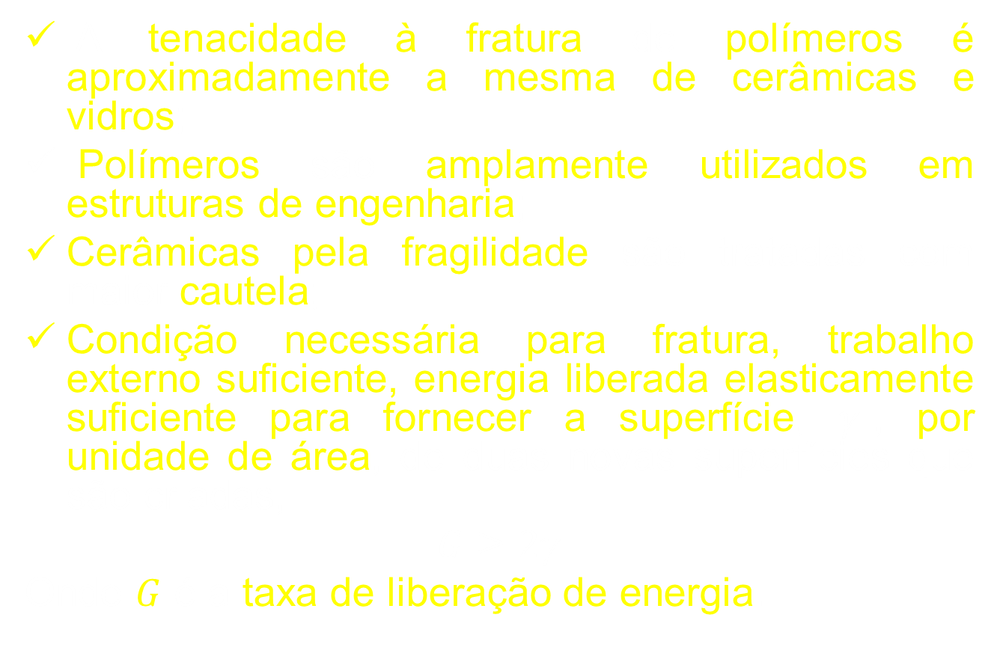 ✓ tenacidade à fratura polímeros é
aproximadamente a mesma de cerâmicas e
vidros
Polímeros amplamente utilizados em
estruturas de engenharia
✓ Cerâmicas pela fragilidade
cautela
✓ Condição necessária para fratura, trabalho
externo suficiente, energia liberada elasticamente
suficiente para fornecer a superfície por
unidade de área
G taxa de liberação de energia